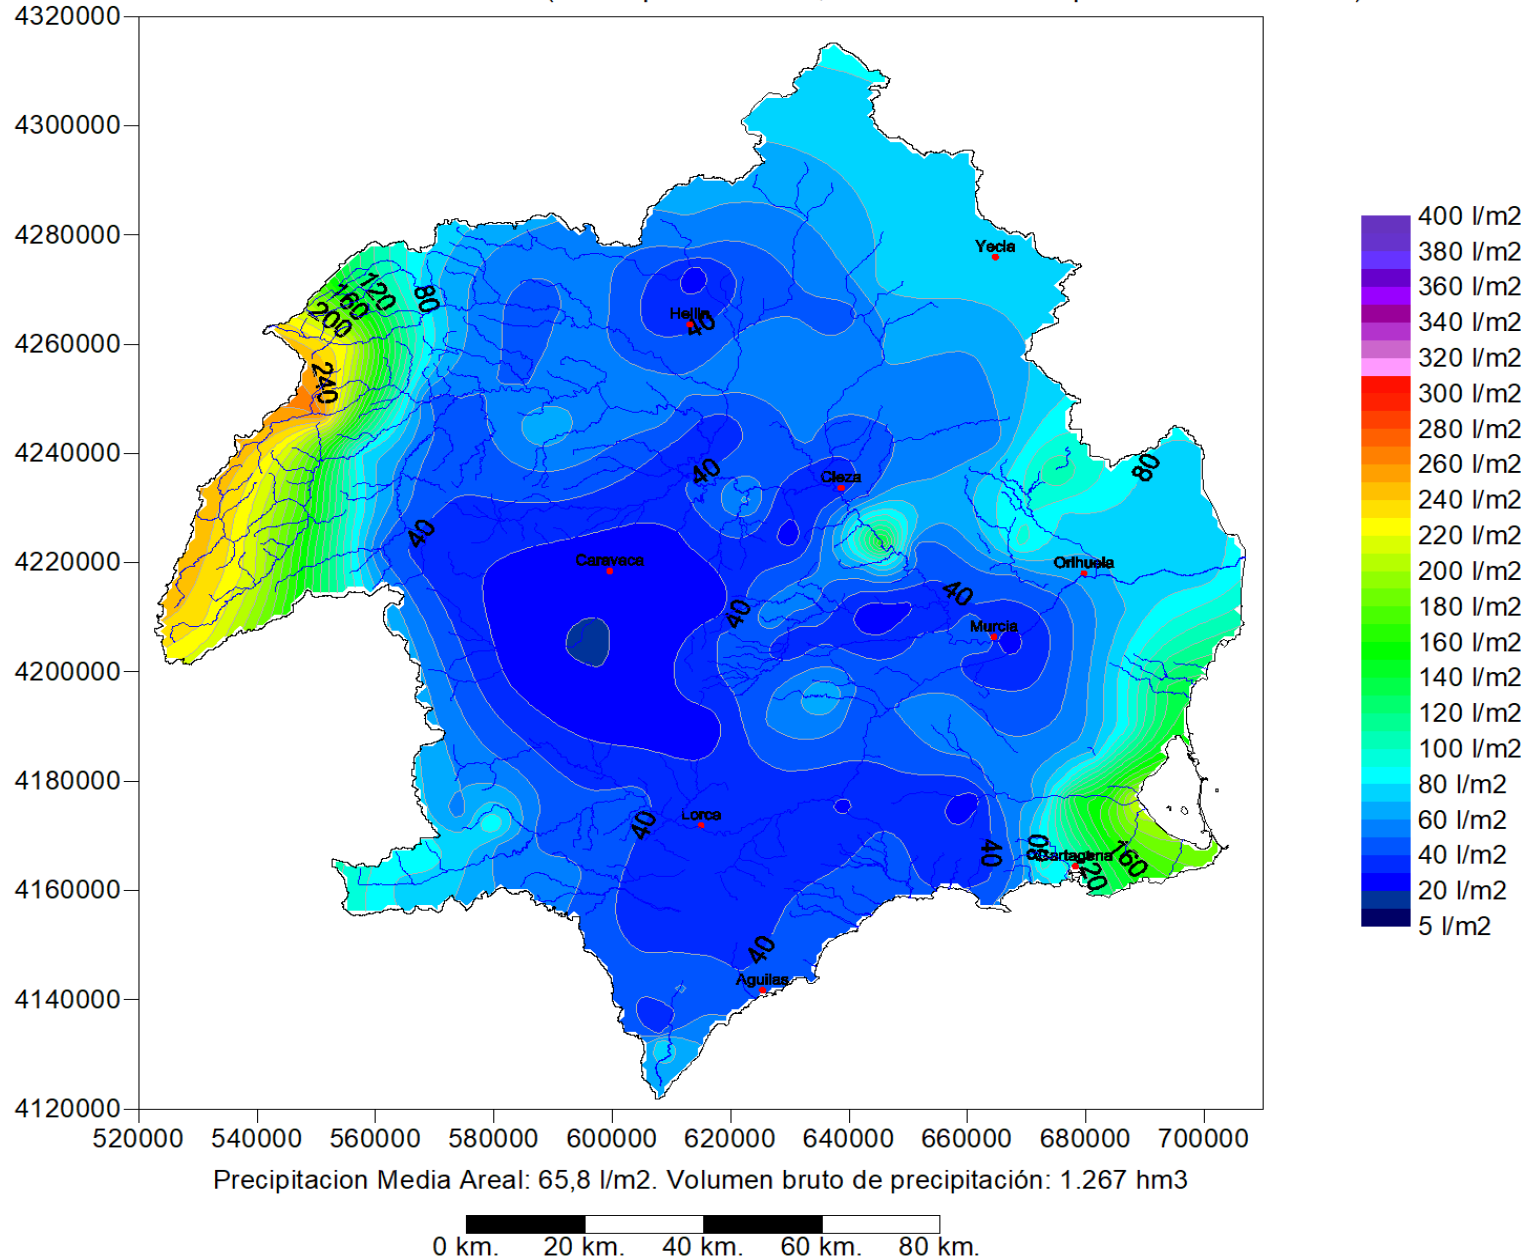 4320000
4300000
4280000
4260000
4240000
4220000
4200000
4180000
4160000
4140000
4120000
520000 540000 560000 580000 600000 620000 640000 660000 680000 700000
Yecla
120
160
200
80
240
Hellin
40
40
Cieza
80
40
Caravaca
Orihuela
40
40
Murcia
Lorca
40
40
Cartagena
160
40
Aguilas
400 l/m2
380 l/m2
360 l/m2
340 l/m2
320 l/m2
300 l/m2
280 l/m2
260 l/m2
240 l/m2
220 l/m2
200 l/m2
180 l/m2
160 l/m2
140 l/m2
120 l/m2
100 l/m2
80 l/m2
60 l/m2
40 l/m2
20 l/m2
5 l/m2
Precipitacion Media Areal: 65,8 l/m2. Volumen bruto de precipitación: 1.267 hm3
0 km. 20 km. 40 km. 60 km. 80 km.